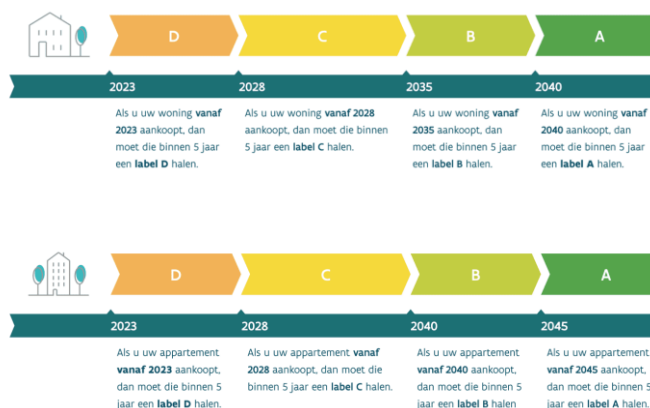 D C B A
2023 2028 2035 2040
Als u uw woning vanaf
2023 aankoopt, dan
moet die binnen 5 jaar
een label D halen.
Als u uw woning vanaf 2028
aankoopt, dan moet die binnen
5 jaar een label C halen.
Als u uw woning vanaf
2035 aankoopt, dan
moet die binnen 5 jaar
een label B halen.
Als u uw woning vanaf
2040 aankoopt, dan
moet die binnen 5 jaar
een label A halen.
D C B A
2023 2028 2040 2045
Als u uw appartement
vanaf 2023 aankoopt,
dan moet die binnen 5
jaar een label D halen.
Als u uw appartement vanaf
2028 aankoopt, dan moet die
binnen 5 jaar een label C halen.
Als u uw appartement
vanaf 2040 aankoopt,
dan moet die binnen 5
jaar een label B halen
Als u uw appartement
vanaf 2045 aankoopt,
dan moet die binnen 5
jaar een label A halen.